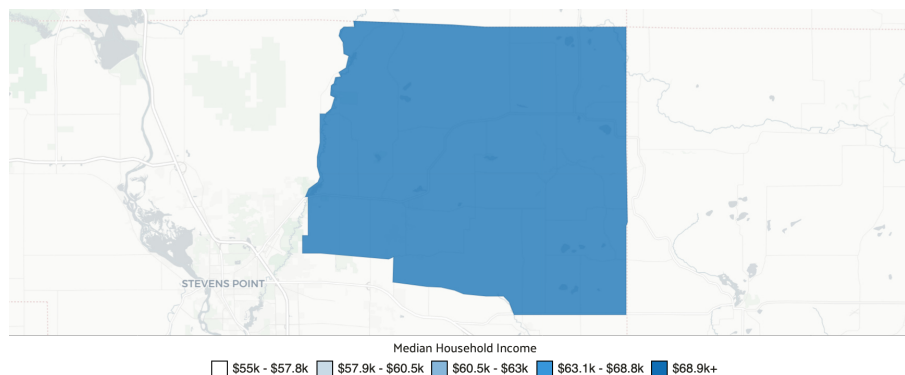 STEVENS POINT
Median Household Income
$55k - $57.8k $57.9k - $60.5k $60.5k - $63k $63.1k - $68.8k $68.9k+